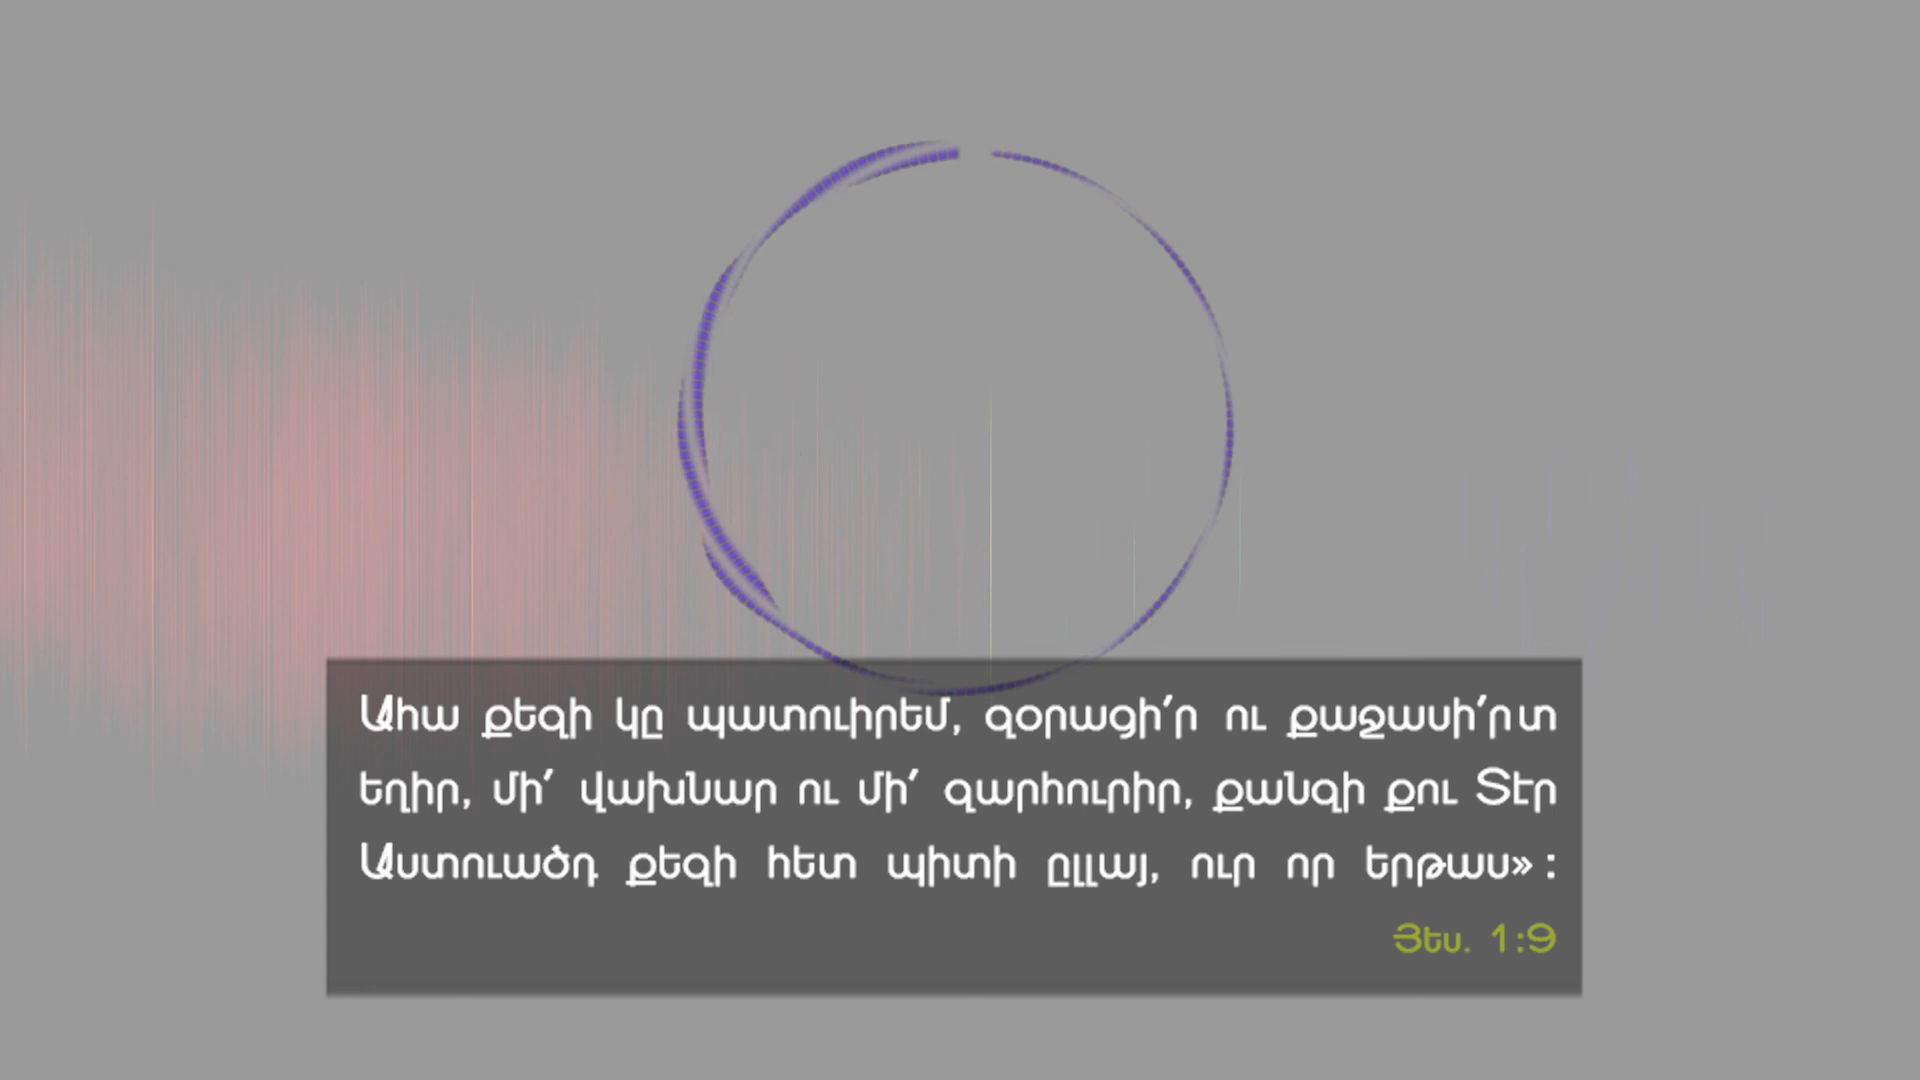 Ահա քեզի կը պատուիրեմ, զօրացի՛ր ու քաջասի՛րտ
եղիր, մի՛ վախնար ու մի՛ զարհուրիր, քանզի քու Տէր
Աստուածդ քեզի հետ պիտի ըլլայ, ուր որ երթաս» :
Յես. 1:9